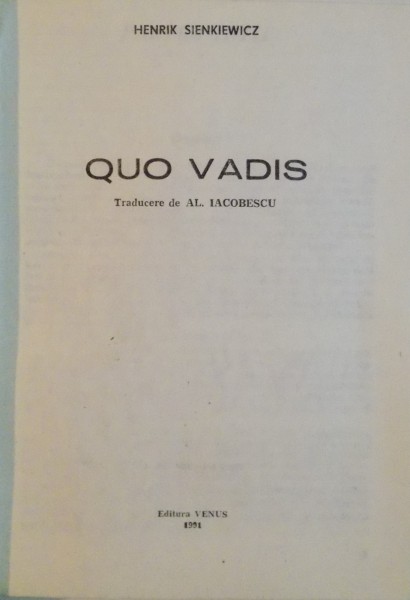 HENRIK SIENKIEWICZ
QUO VADIS
Traducere de AL. IACOBESCU
Editura VENUS
1991